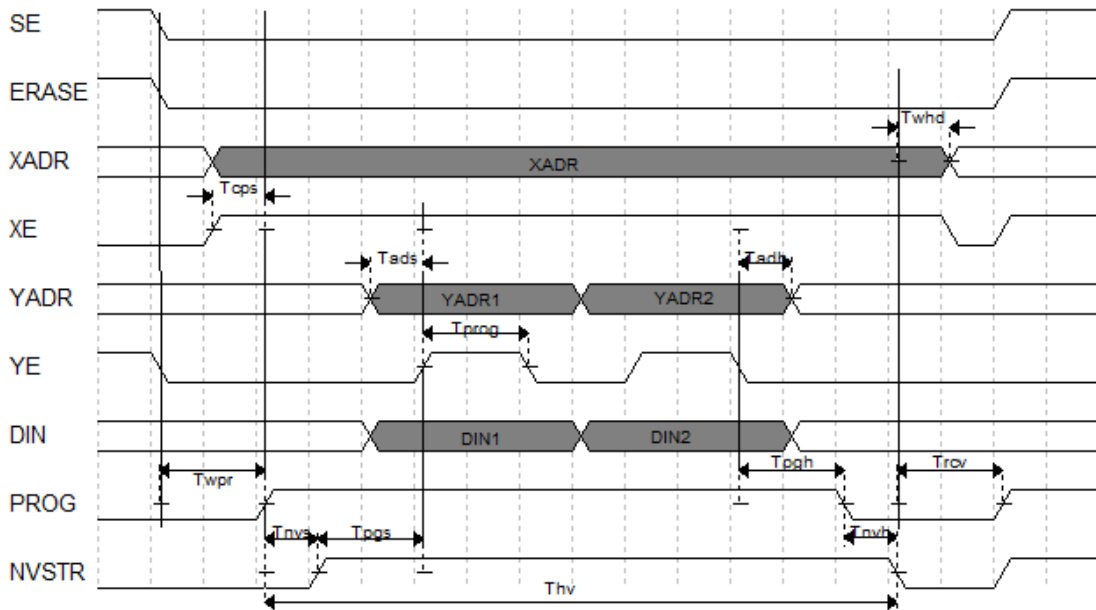 SE
ERASE
Twhd
XADR
XADR
Tcps
XE
Tads
Tadh
YADR
YADR1
YADR2
Tprog
YE
DIN
DIN1
DIN2
Twpr
Tpgh
Trcv
PROG
Tnvs
Tpgs
Tnvh
NVSTR
Thv